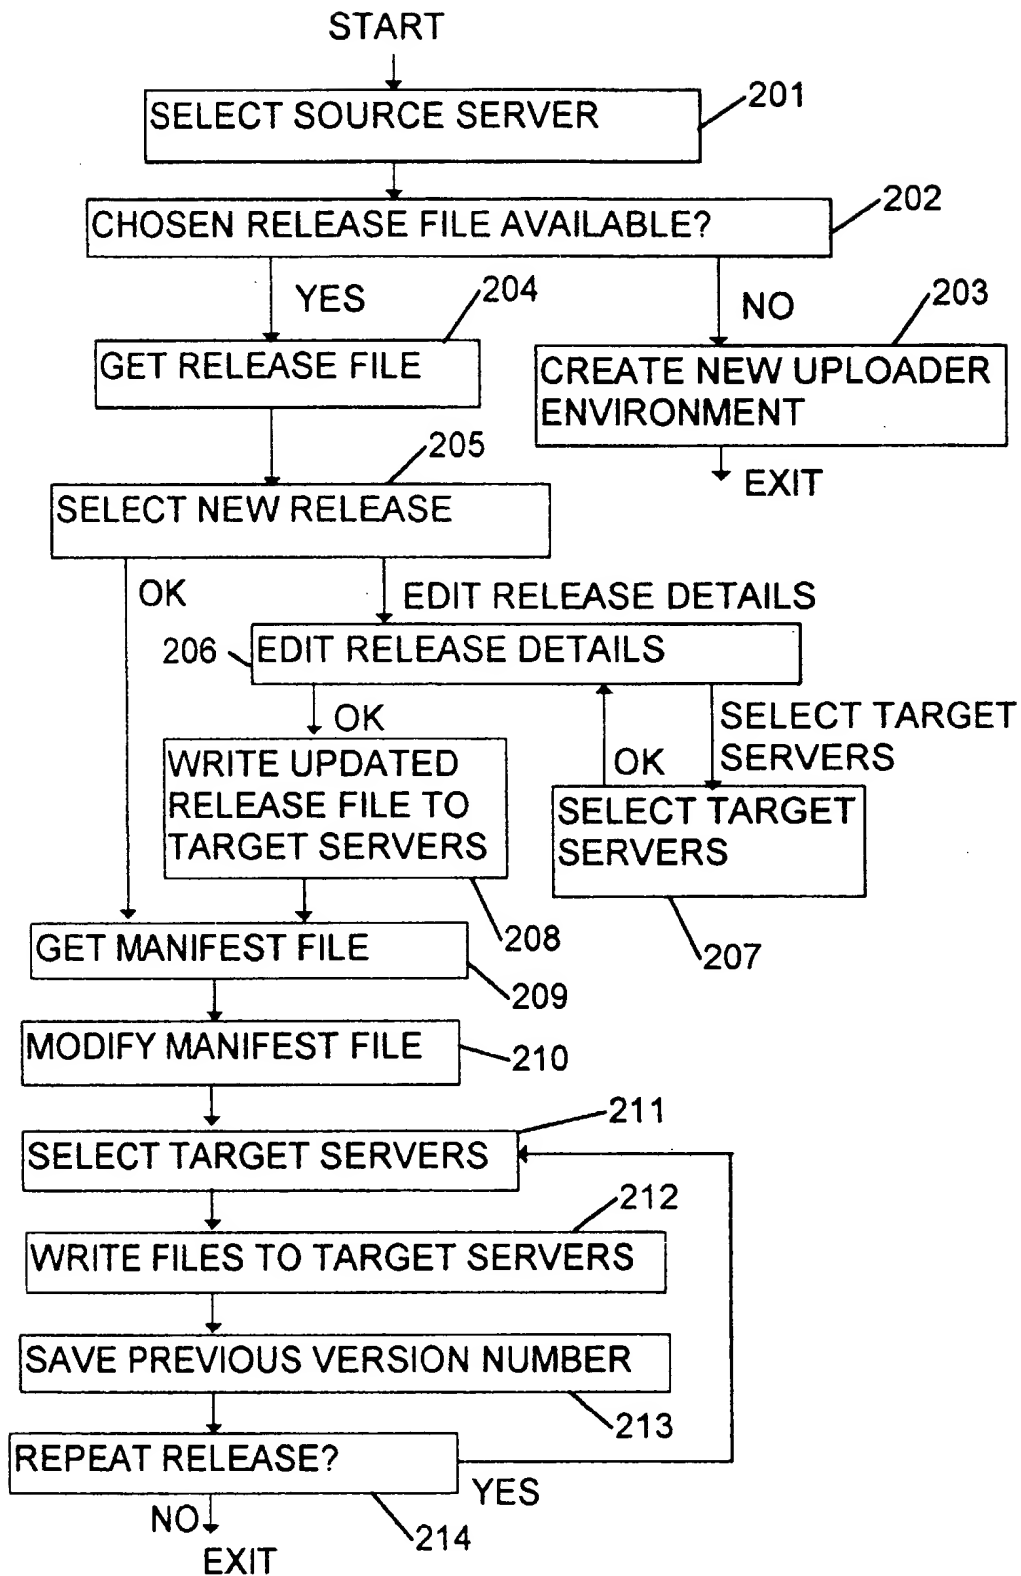 START
SELECT SOURCE SERVER
201
CHOSEN RELEASE FILE AVAILABLE?
202
YES
204
NO
203
GET RELEASE FILE
CREATE NEW UPLOADER
ENVIRONMENT
205
EXIT
SELECT NEW RELEASE
OK
EDIT RELEASE DETAILS
206
EDIT RELEASE DETAILS
OK
SELECT TARGET
SERVERS
OK
WRITE UPDATED
RELEASE FILE TO
TARGET SERVERS
SELECT TARGET
SERVERS
208
207
GET MANIFEST FILE
209
MODIFY MANIFEST FILE
210
211
SELECT TARGET SERVERS
212
WRITE FILES TO TARGET SERVERS
SAVE PREVIOUS VERSION NUMBER
213
REPEAT RELEASE?
YES
NO
214
EXIT